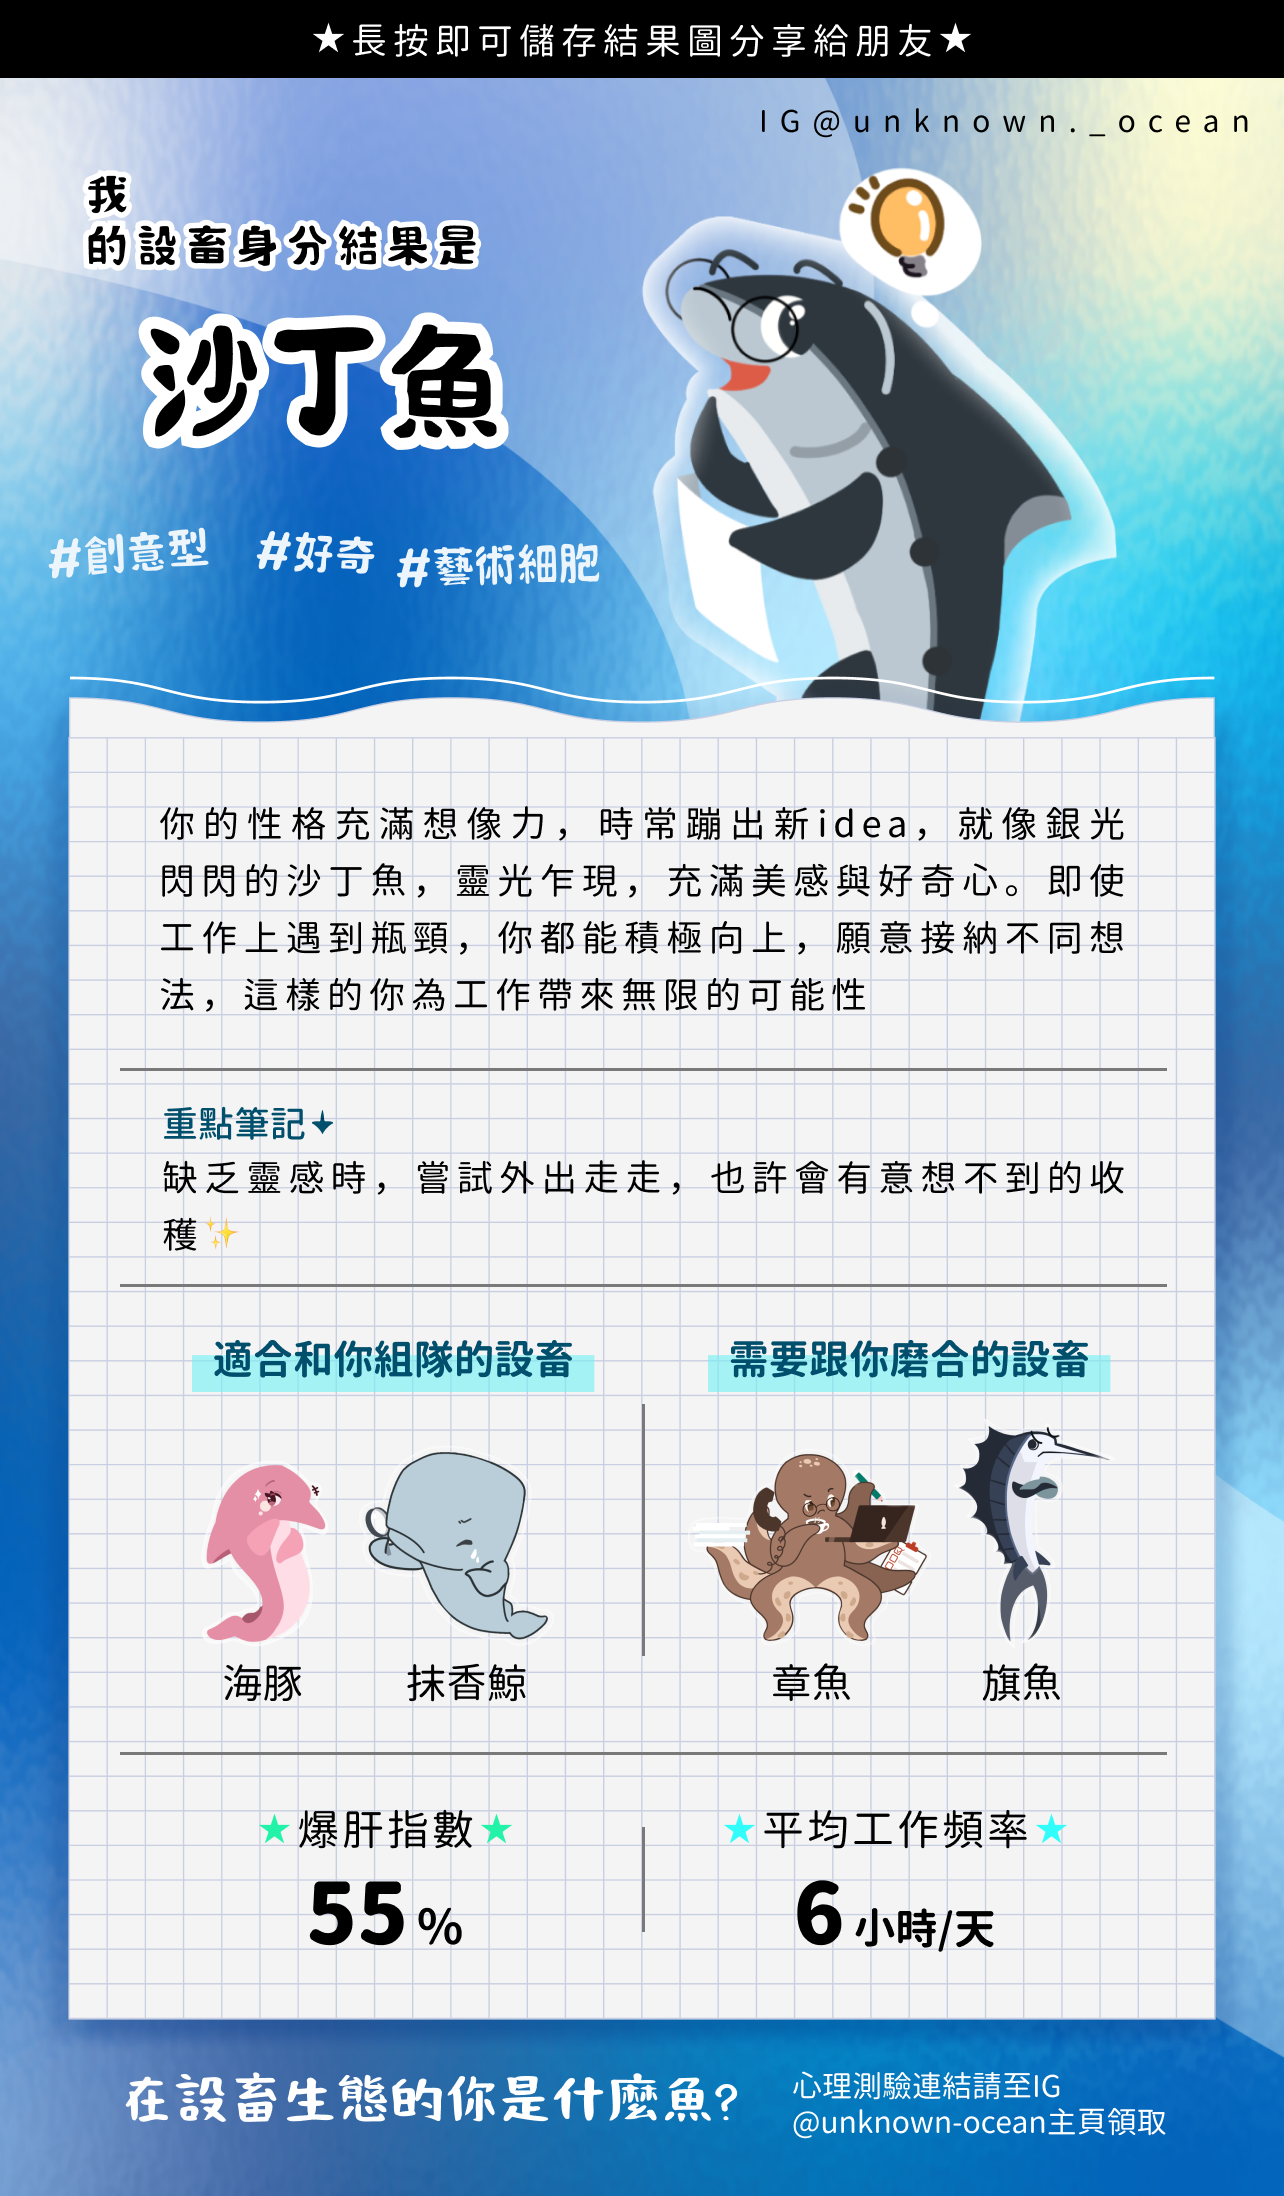 ★長按即可儲存結果圖分享給朋友★
IG@unknown._ocean
我
的設畜身分結果是
沙丁魚
#創意型 #好奇 #藝術細胞
你的性格充滿想像力，時常蹦出新idea，就像銀光
閃閃的沙丁魚，靈光乍現，充滿美感與好奇心。即使
工作上遇到瓶頸，你都能積極向上，願意接納不同想
法，這樣的你為工作帶來無限的可能性
重點筆記✦
缺乏靈感時，嘗試外出走走，也許會有意想不到的收
穫✨
適合和你組隊的設畜
需要跟你磨合的設畜
海豚 抹香鯨
章魚 旗魚
★爆肝指數★
55%
★平均工作頻率★
6小時/天
在設畜生態的你是什麼魚?
心理測驗連結請至IG
@unknown-ocean主頁領取